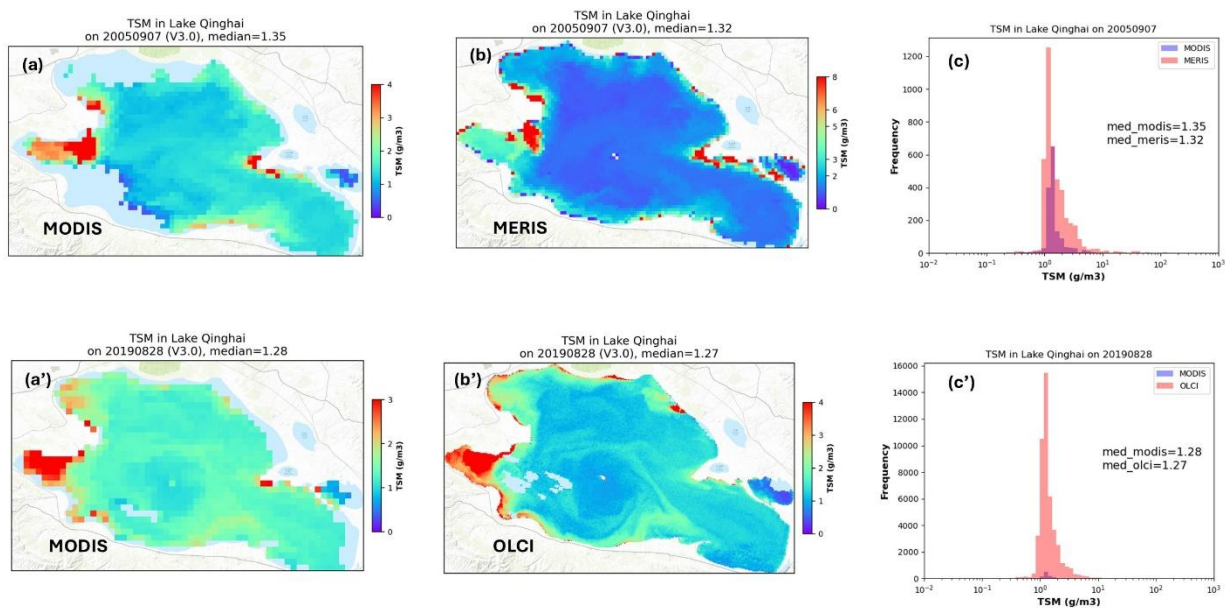 TSM in Lake Qinghai
on 20050907 (V3.0), median=1.35
(a)
4
3
2
1
0
TSM (g/m3)
MODIS
TSM in Lake Qinghai
on 20050907 (V3.0), median=1.32
(b)
8
6
5
3
2
0
TSM (g/m3)
MERIS
TSM in Lake Qinghai on 20050907
(c)
MODIS
MERIS
med_modis=1.35
med_meris=1.32
1200
1000
800
600
400
200
0
Frequency
10⁻² 10⁻¹ 10⁰ 10¹ 10² 10³
TSM (g/m3)
TSM in Lake Qinghai
on 20190828 (V3.0), median=1.28
(a’)
3
2
2
1
0
TSM (g/m3)
MODIS
TSM in Lake Qinghai
on 20190828 (V3.0), median=1.27
(b’)
4
3
2
1
0
TSM (g/m3)
OLCI
TSM in Lake Qinghai on 20190828
(c’)
MODIS
OLCI
med_modis=1.28
med_olci=1.27
16000
14000
12000
10000
8000
6000
4000
2000
0
Frequency
10⁻² 10⁻¹ 10⁰ 10¹ 10² 10³
TSM (g/m3)